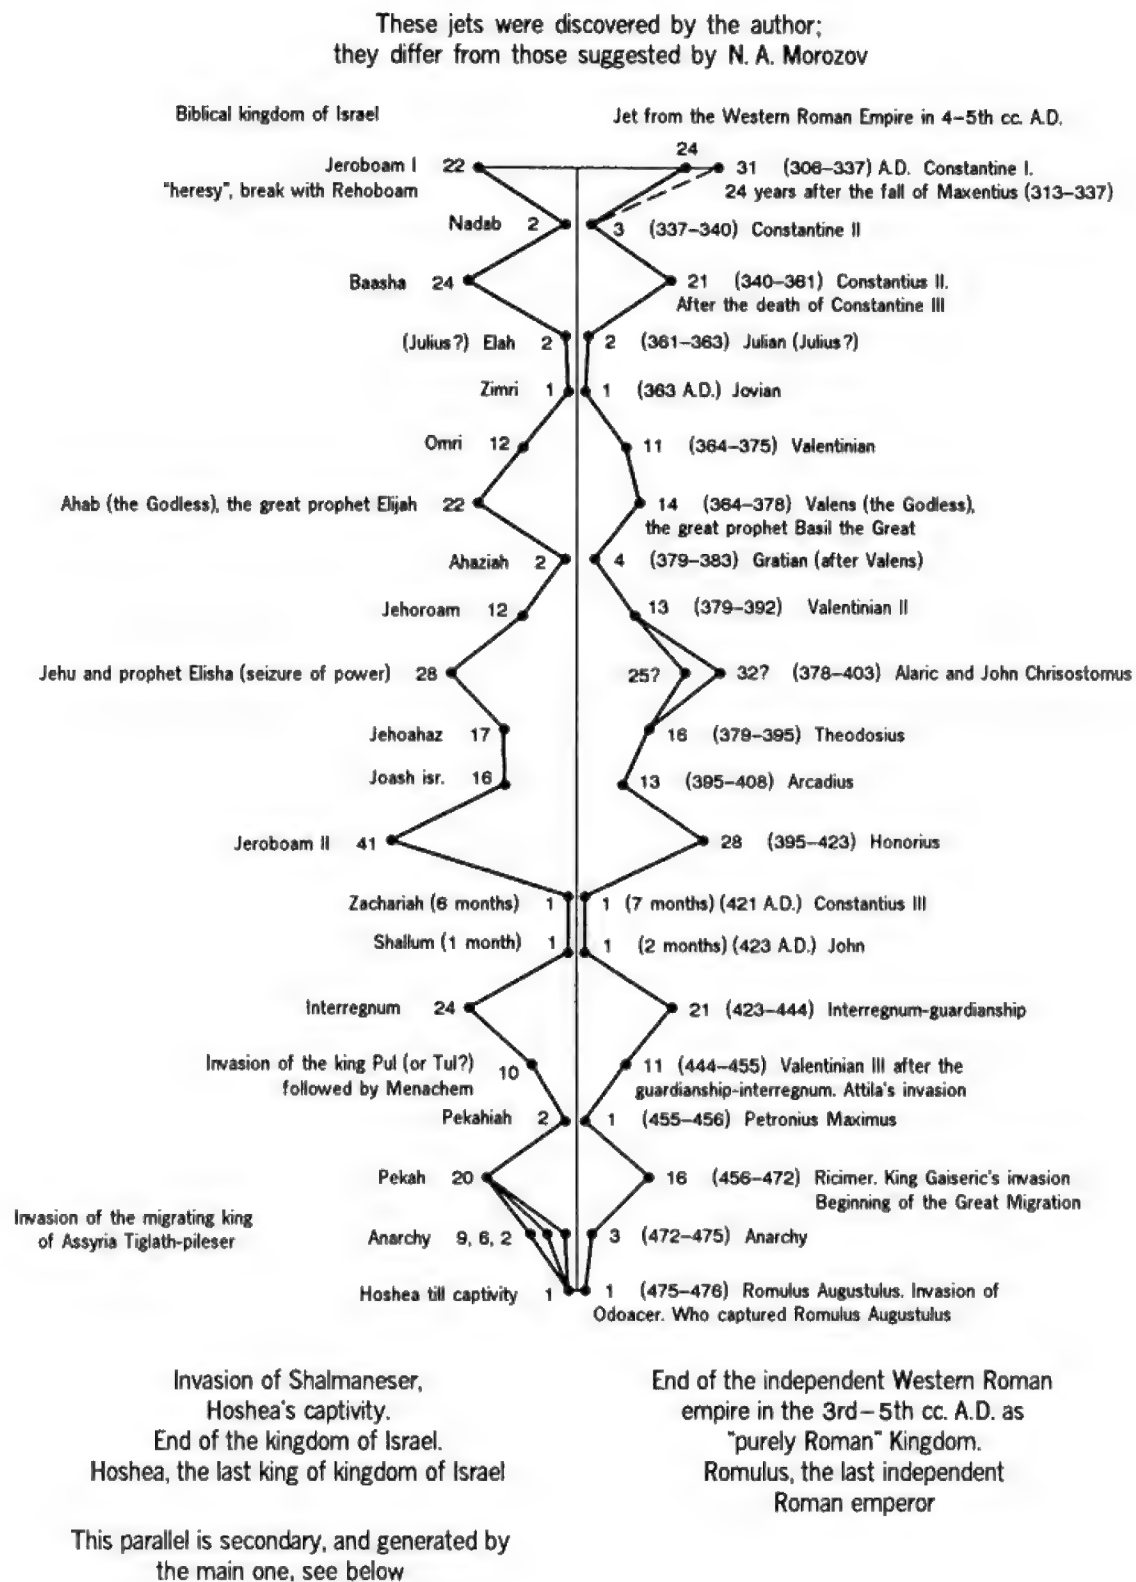 These jets were discovered by the author;
they differ from those suggested by N. A. Morozov
Biblical kingdom of Israel
Jet from the Western Roman Empire in 4–5th cc. A.D.
Jeroboam I 22
"heresy", break with Rehoboam
24
31 (306–337) A.D. Constantine I.
24 years after the fall of Maxentius (313–337)
Nadab 2
3 (337–340) Constantine II
Baasha 24
21 (340–361) Constantius II.
After the death of Constantine III
(Julius?) Elah 2
2 (361–363) Julian (Julius?)
Zimri 1
1 (363 A.D.) Jovian
Omri 12
11 (364–375) Valentinian
Ahab (the Godless), the great prophet Elijah 22
14 (364–378) Valens (the Godless),
the great prophet Basil the Great
Ahaziah 2
4 (379–383) Gratian (after Valens)
Jehoroam 12
13 (379–392) Valentinian II
Jehu and prophet Elisha (seizure of power) 28
25? 32? (378–403) Alaric and John Chrisostomus
Jehoahaz 17
16 (379–395) Theodosius
Joash isr. 16
13 (395–408) Arcadius
Jeroboam II 41
28 (395–423) Honorius
Zachariah (6 months) 1
1 (7 months) (421 A.D.) Constantius III
Shallum (1 month) 1
1 (2 months) (423 A.D.) John
Interregnum 24
21 (423–444) Interregnum-guardianship
Invasion of the king Pul (or Tul?)
followed by Menachem
10
11 (444–455) Valentinian III after the
guardianship-interregnum. Attila's invasion
Pekahiah 2
1 (455–456) Petronius Maximus
Pekah 20
16 (456–472) Ricimer. King Gaiseric's invasion
Beginning of the Great Migration
Invasion of the migrating king
of Assyria Tiglath-pileser
Anarchy 9, 6, 2
3 (472–475) Anarchy
Hoshea till captivity 1
1 (475–476) Romulus Augustulus. Invasion of
Odoacer. Who captured Romulus Augustulus
Invasion of Shalmaneser,
Hoshea's captivity.
End of the kingdom of Israel.
Hoshea, the last king of kingdom of Israel
End of the independent Western Roman
empire in the 3rd–5th cc. A.D. as
"purely Roman" Kingdom.
Romulus, the last independent
Roman emperor
This parallel is secondary, and generated by
the main one, see below